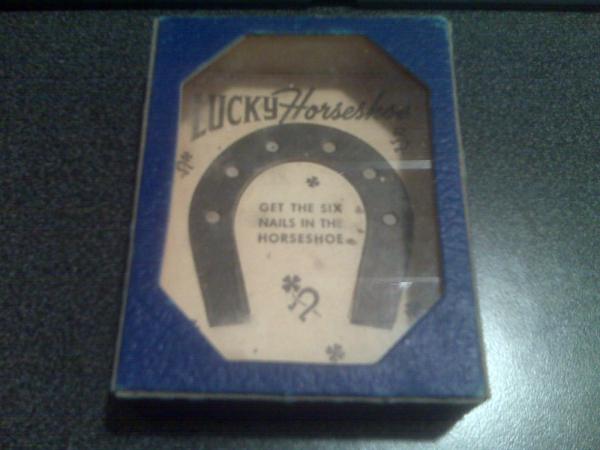 LUCKY Horseshoe
GET THE SIX
NAILS IN THE
HORSESHOE